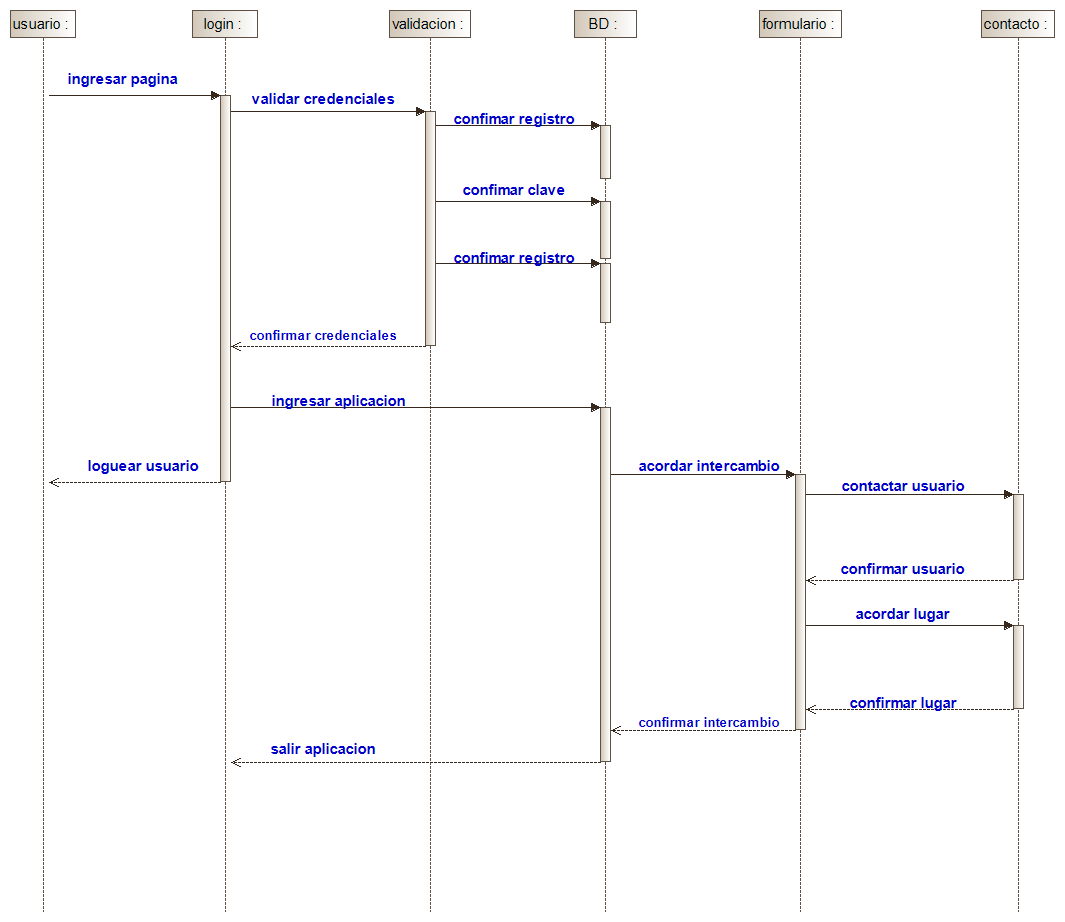 usuario :
login :
validacion :
BD :
formulario :
contacto :
ingresar pagina
validar credenciales
confimar registro
confimar clave
confimar registro
confirmar credenciales
ingresar aplicacion
loguear usuario
acordar intercambio
contactar usuario
confirmar usuario
acordar lugar
confirmar lugar
confirmar intercambio
salir aplicacion